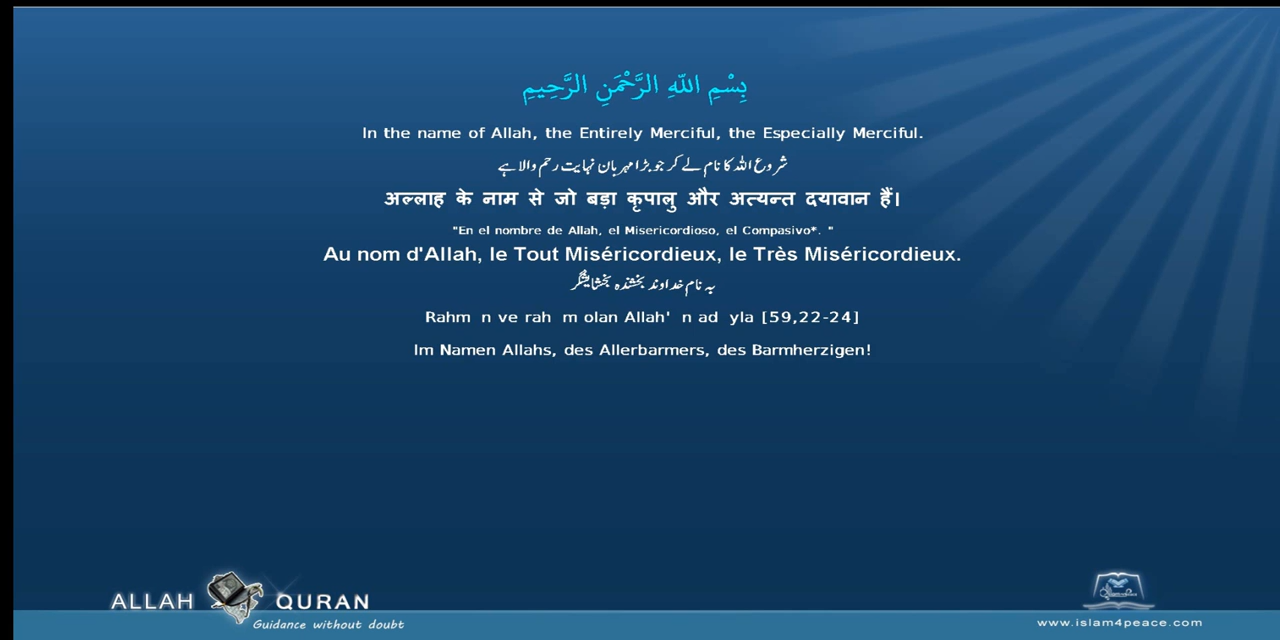 بِسْمِ اللّهِ الرَّحْمَنِ الرَّحِيمِ
In the name of Allah, the Entirely Merciful, the Especially Merciful.
شروع اللہ کا نام لے کر جو بڑا مہربان نہایت رحم والا ہے
अल्लाह के नाम से जो बड़ा कृपालु और अत्यन्त दयावान हैं।
"En el nombre de Allah, el Misericordioso, el Compasivo*. "
Au nom d'Allah, le Tout Miséricordieux, le Très Miséricordieux.
به نام خداوند بخشنده بخشایشگر
Rahm n ve rah m olan Allah' n ad yla [59,22-24]
Im Namen Allahs, des Allerbarmers, des Barmherzigen!
ALLAH QURAN
Guidance without doubt
www.islam4peace.com